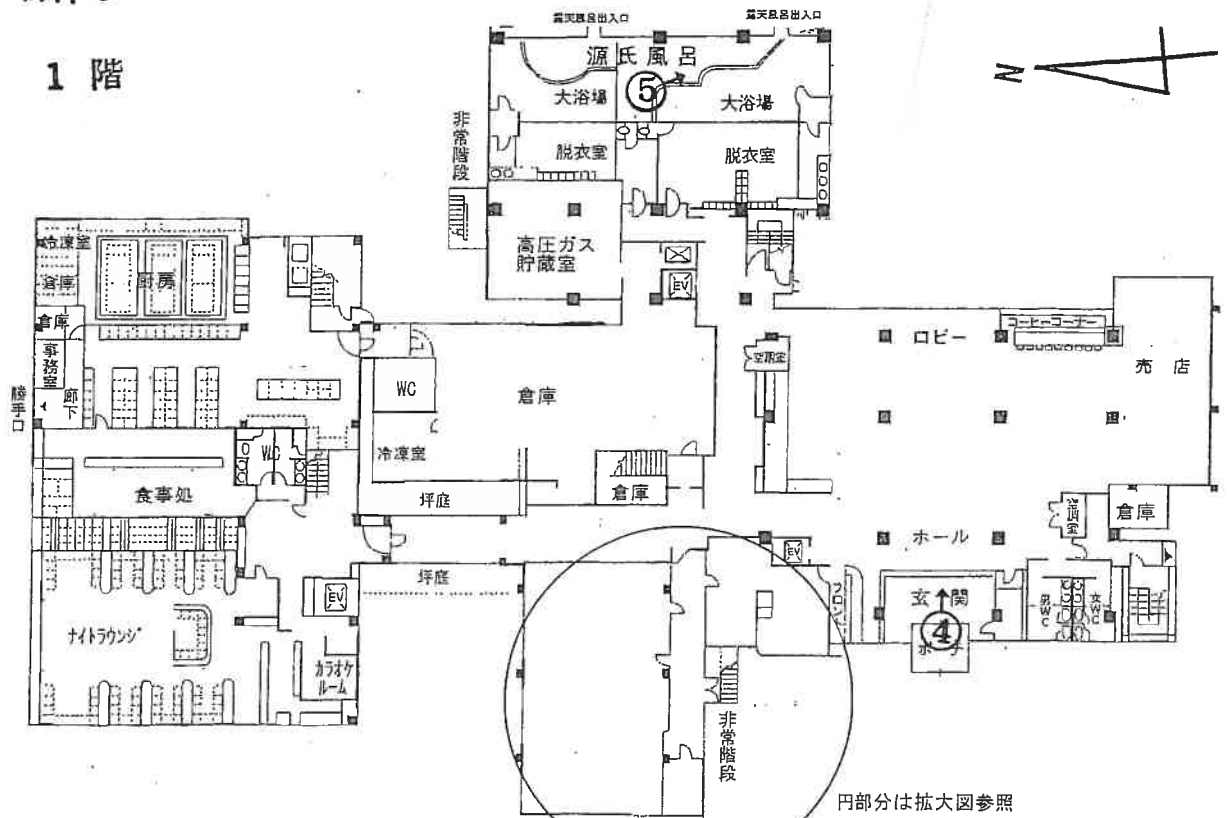 1 階
露天風呂出入口
露天風呂出入口
源氏風呂
⑤
大浴場
大浴場
N
非常階段
脱衣室
脱衣室
高圧ガス
貯蔵室
EV
冷凍室
倉庫
厨房
倉庫
事務室
廊下
勝手口
WC
倉庫
冷凍室
WC
食事処
坪庭
倉庫
空調室
ロビー
コーヒーコーナー
売店
空調室
倉庫
ホール
EV
坪庭
EV
フロント
玄関
④
ポーチ
男WC
女WC
ナイトラウンジ
カラオケ
ルーム
非常階段
円部分は拡大図参照